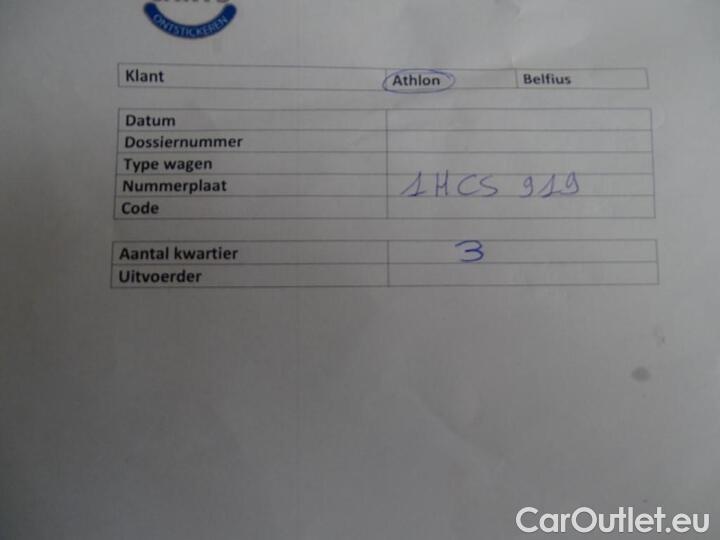 ONTSTICKEREN
Klant Athlon Belfius
Datum
Dossiernummer
Type wagen
Nummerplaat 1HCS 919
Code
Aantal kwartier 3
Uitvoerder
CarOutlet.eu